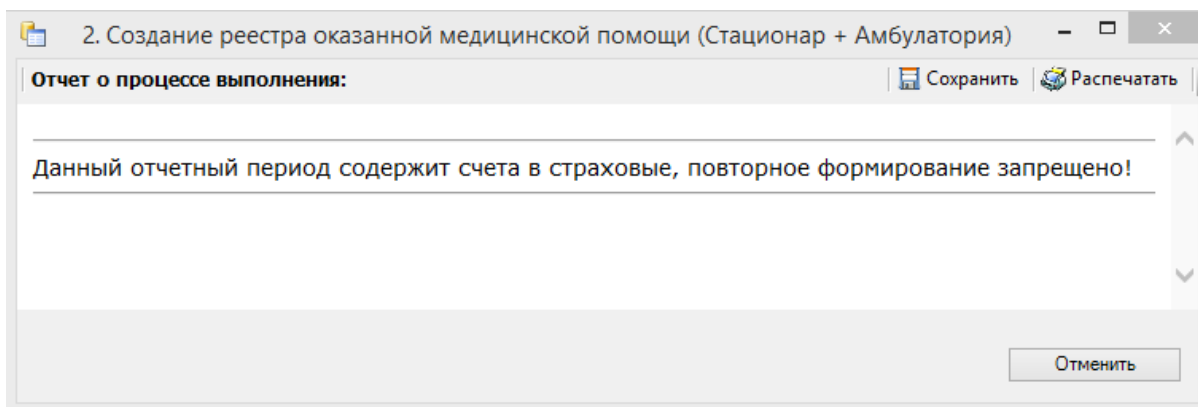 2. Создание реестра оказанной медицинской помощи (Стационар + Амбулатория)
Отчет о процессе выполнения: Сохранить Распечатать
Данный отчетный период содержит счета в страховые, повторное формирование запрещено!
Отменить